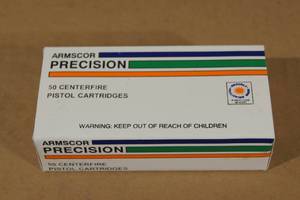 ARMSCOR
PRECISION
50 CENTERFIRE
PISTOL CARTRIDGES
WARNING: KEEP OUT OF REACH OF CHILDREN
ARMSCOR
PRECISION
50 CENTERFIRE
PISTOL CARTRIDGES